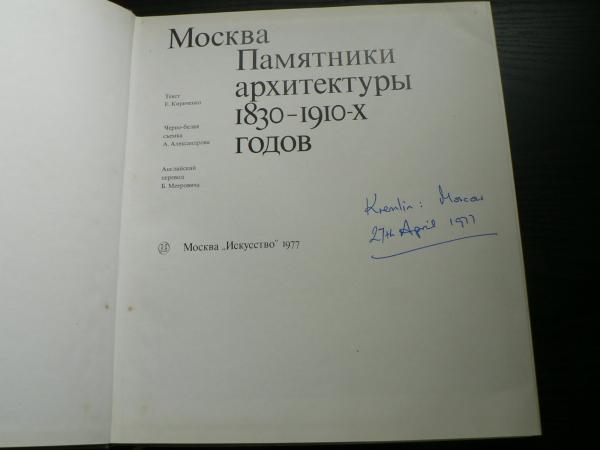 Москва
Памятники
архитектуры
1830–1910-х
годов
Текст
Е. Кириченко
Черно-белая
съемка
А. Александрова
Английский
перевод
Б. Мееровича
Москва „Искусство" 1977
Kremlin: Moscow
27th April 1977